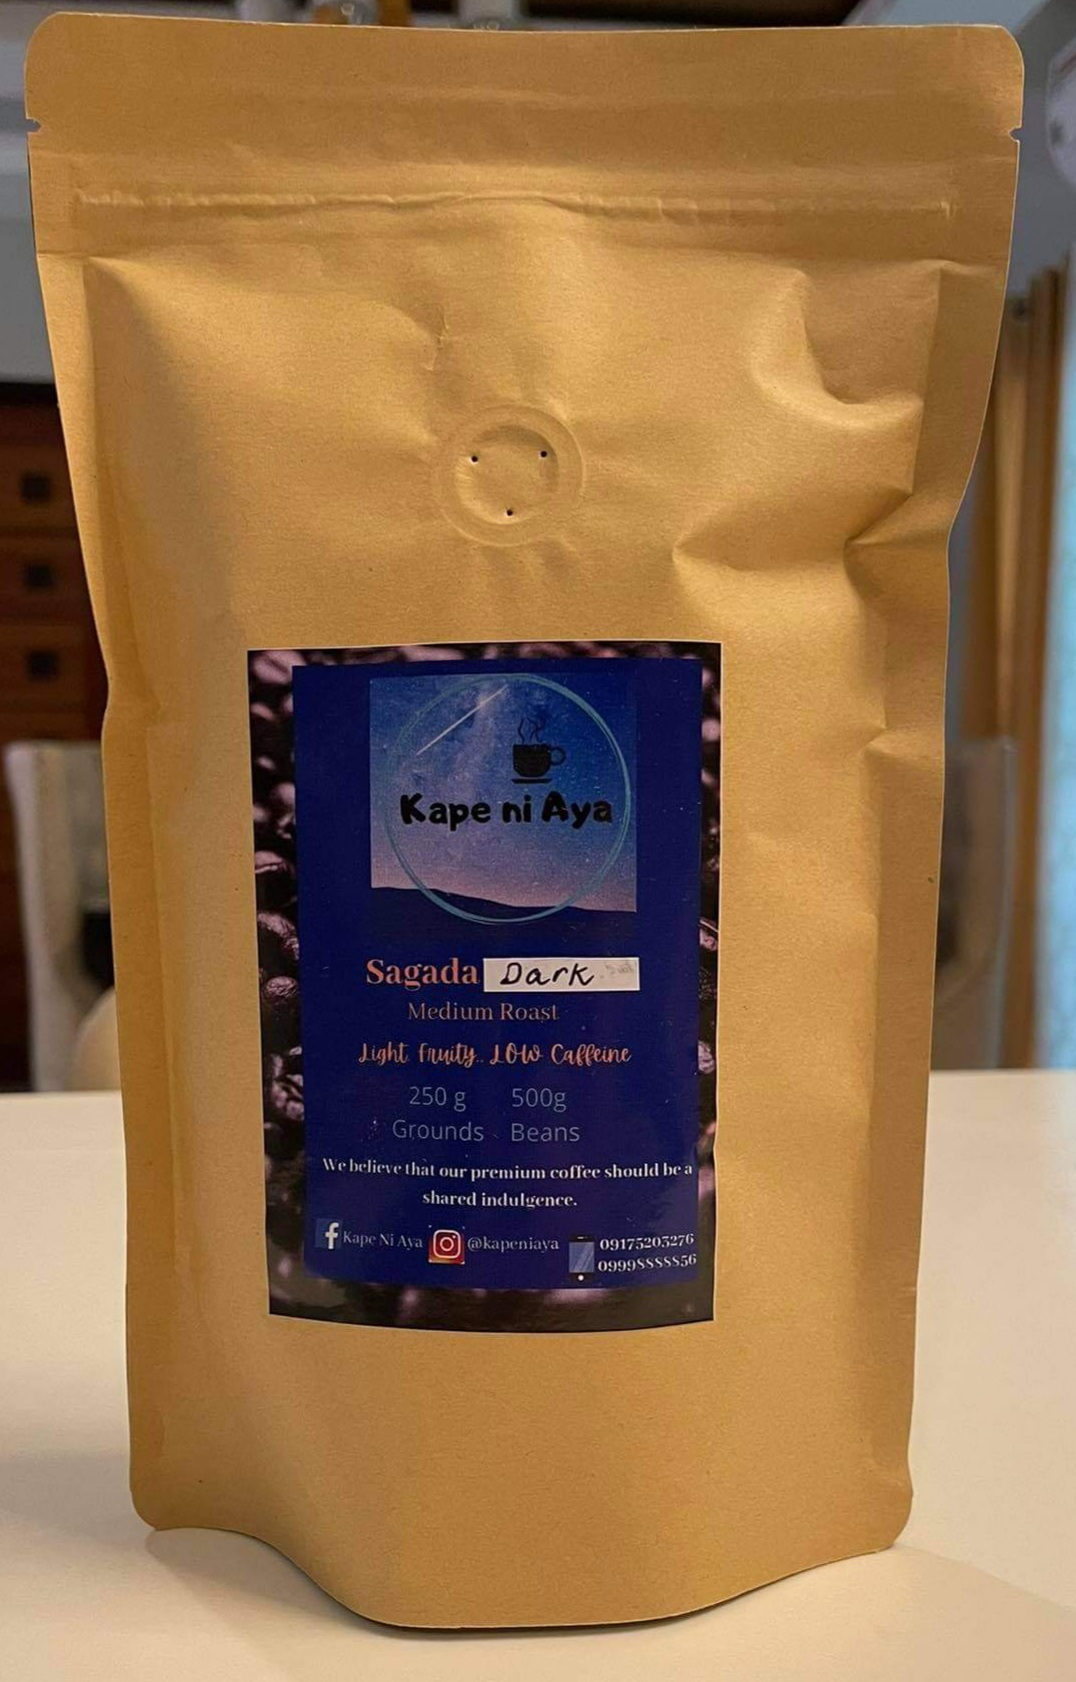 Kape ni Aya
Sagada Dark
Medium Roast
Light, Fruity.. LOW Caffeine
250 g 500g
Grounds Beans
We believe that our premium coffee should be a
shared indulgence.
Kape Ni Aya @kapeniaya 09175203276
09998888856